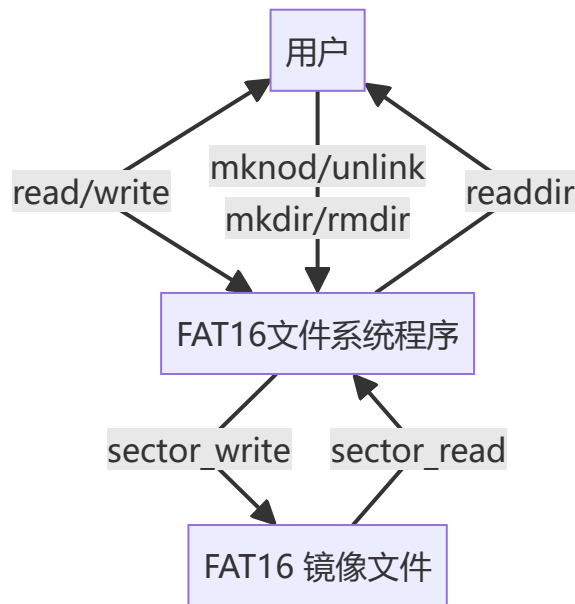 用户
mknod/unlink
read/write
readdir
mkdir/rmdir
FAT16文件系统程序
sector_write
sector_read
FAT16 镜像文件